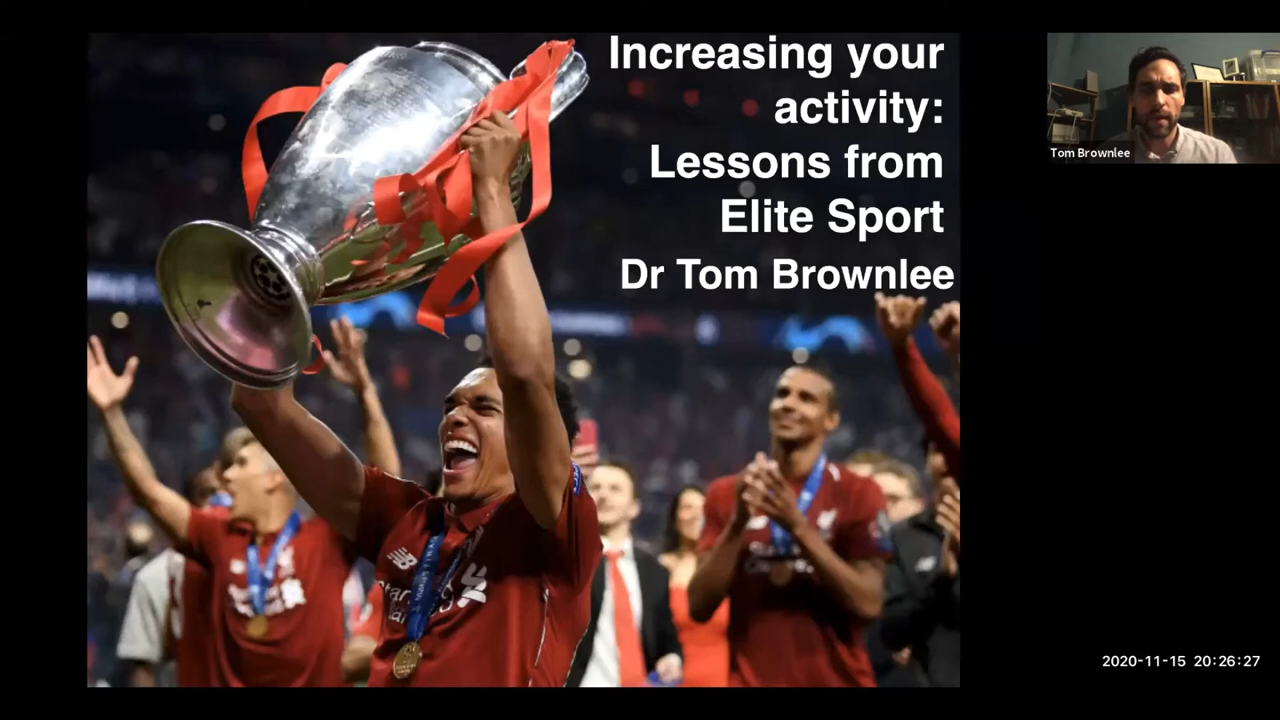 Increasing your
activity:
Lessons from
Elite Sport
Dr Tom Brownlee
Tom Brownlee
2020-11-15 20:26:27